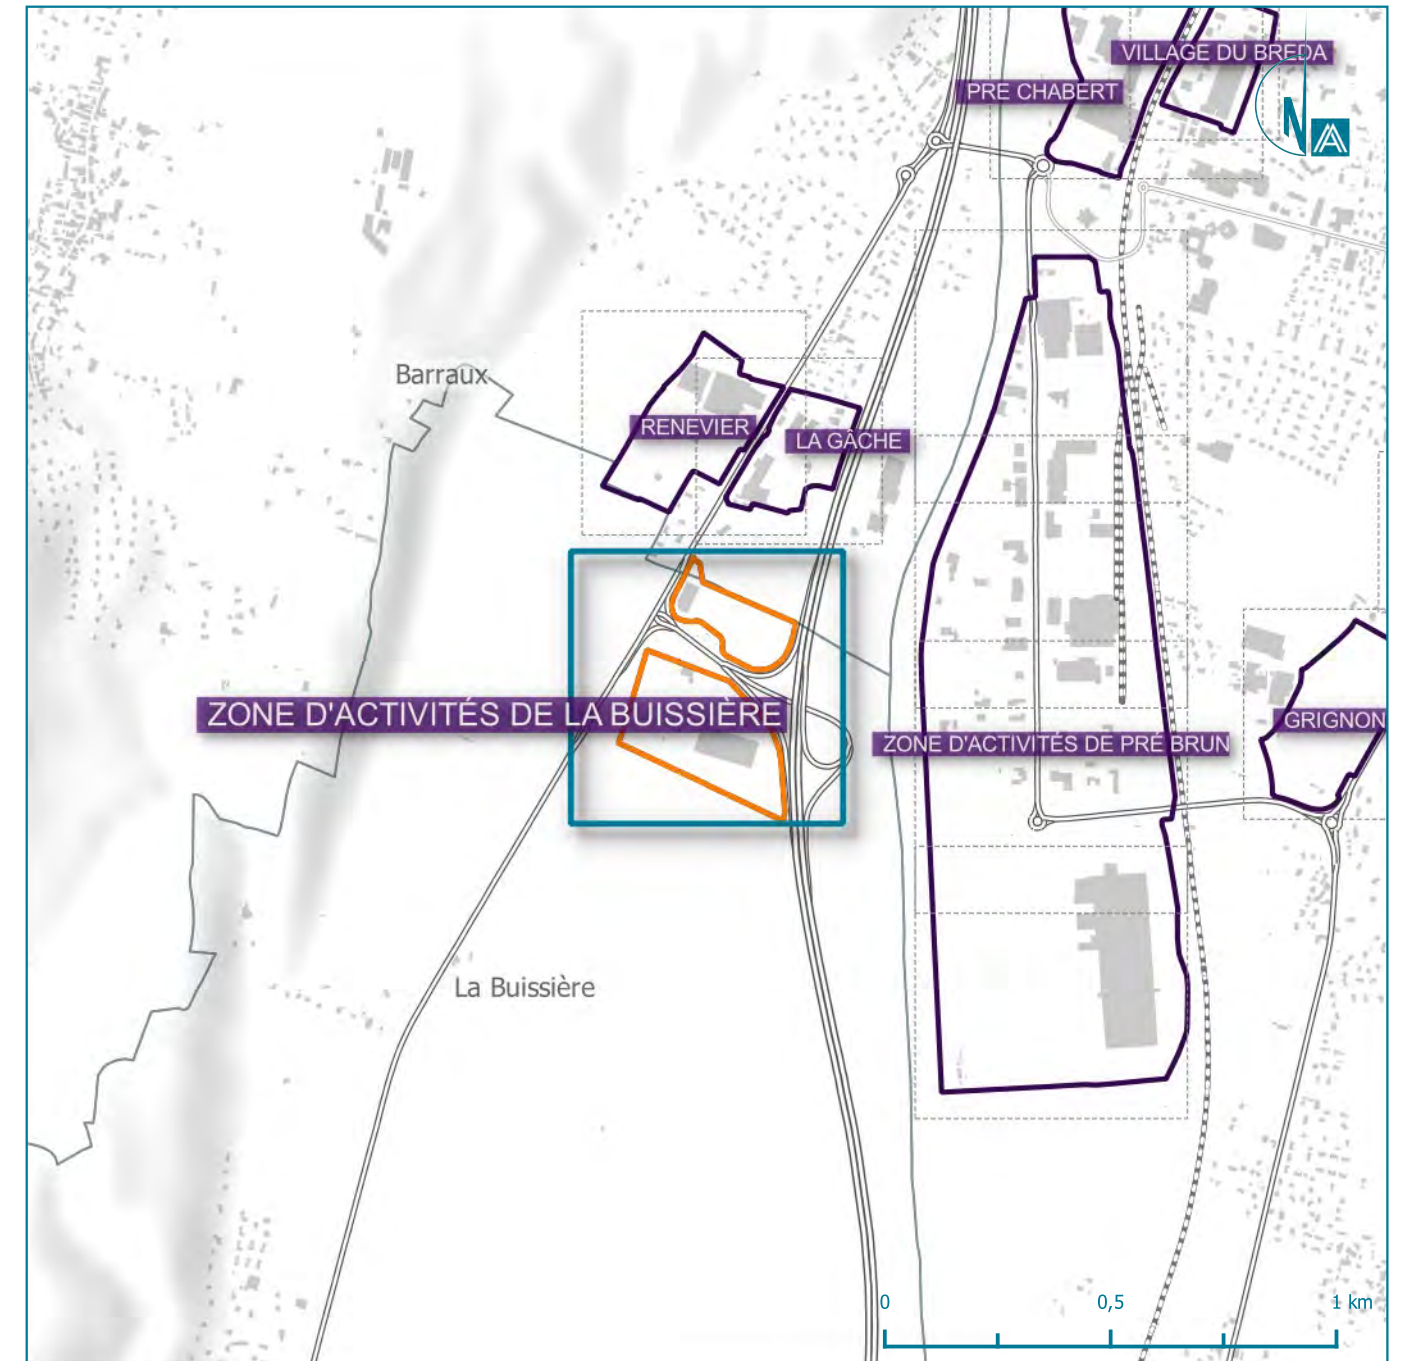 VILLAGE DU BREDA
PRE CHABERT
N
Barraux
RENEVIER
LA GÂCHE
ZONE D'ACTIVITÉS DE LA BUISSIÈRE
GRIGNON
ZONE D'ACTIVITÉS DE PRÉ BRUN
La Buissière
0 0,5 1 km